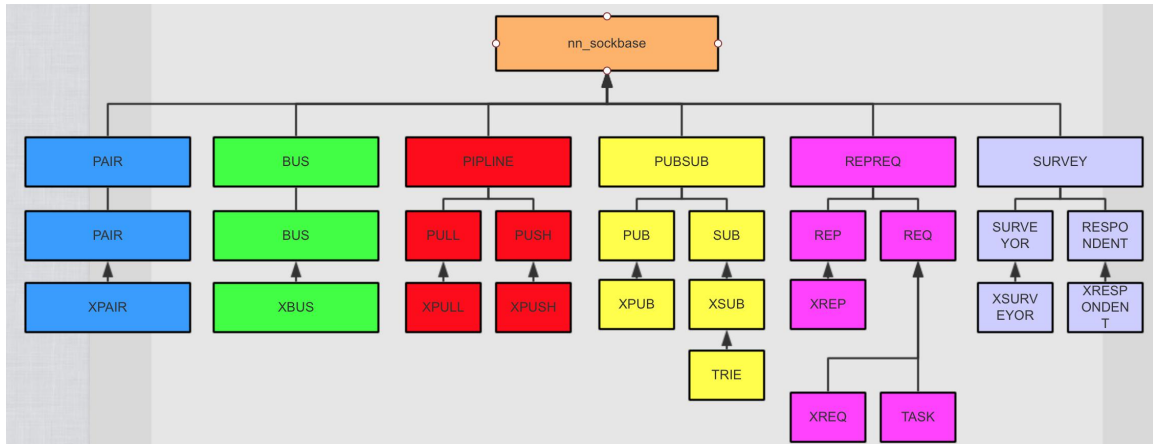 nn_sockbase
PAIR
BUS
PIPLINE
PUBSUB
REPREQ
SURVEY
PAIR
BUS
PULL
PUSH
PUB
SUB
REP
REQ
SURVE
YOR
RESPO
NDENT
XPAIR
XBUS
XPULL
XPUSH
XPUB
XSUB
XREP
XSURV
EYOR
XRESP
ONDEN
T
TRIE
XREQ
TASK